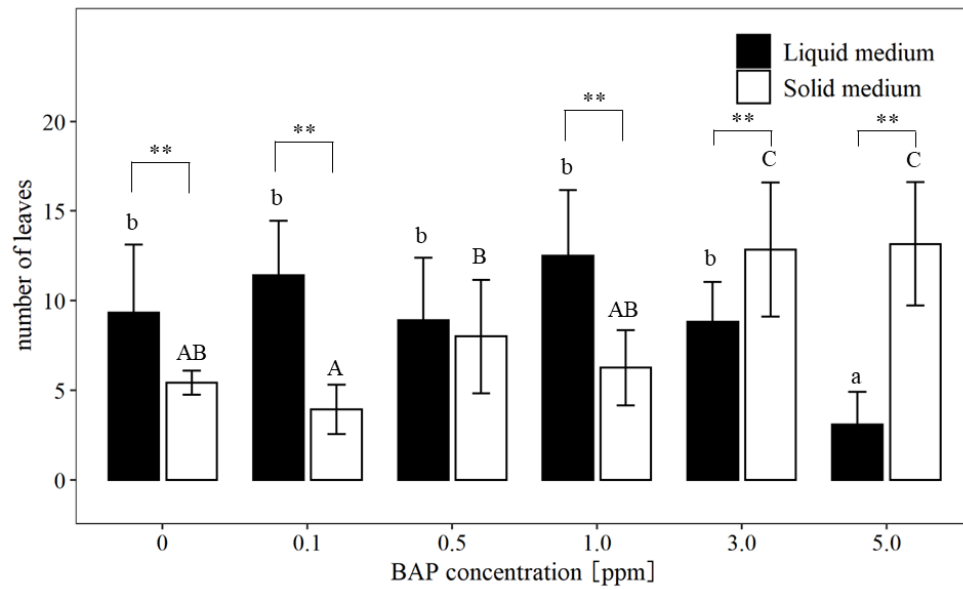 Liquid medium
Solid medium
number of leaves
20
15
10
5
0
** ** ** ** **
b AB b A b B b AB b C a C
0 0.1 0.5 1.0 3.0 5.0
BAP concentration [ppm]